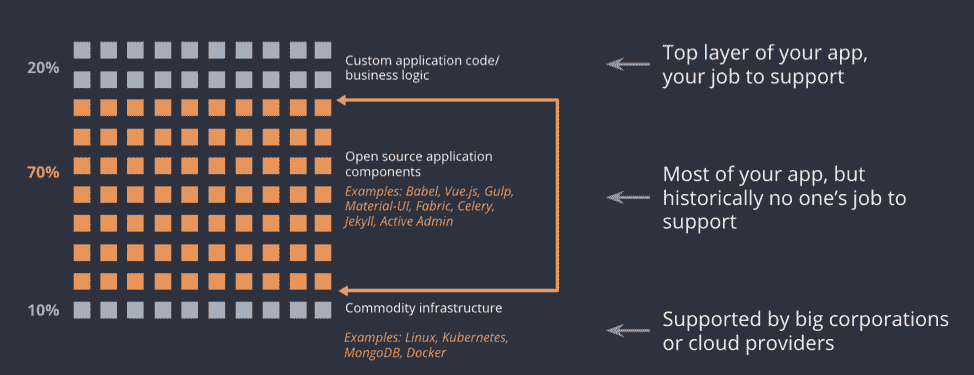 20%
Custom application code/
business logic
Top layer of your app,
your job to support
70%
Open source application
components
Examples: Babel, Vue.js, Gulp,
Material-UI, Fabric, Celery,
Jekyll, Active Admin
Most of your app, but
historically no one’s job to
support
10%
Commodity infrastructure
Examples: Linux, Kubernetes,
MongoDB, Docker
Supported by big corporations
or cloud providers